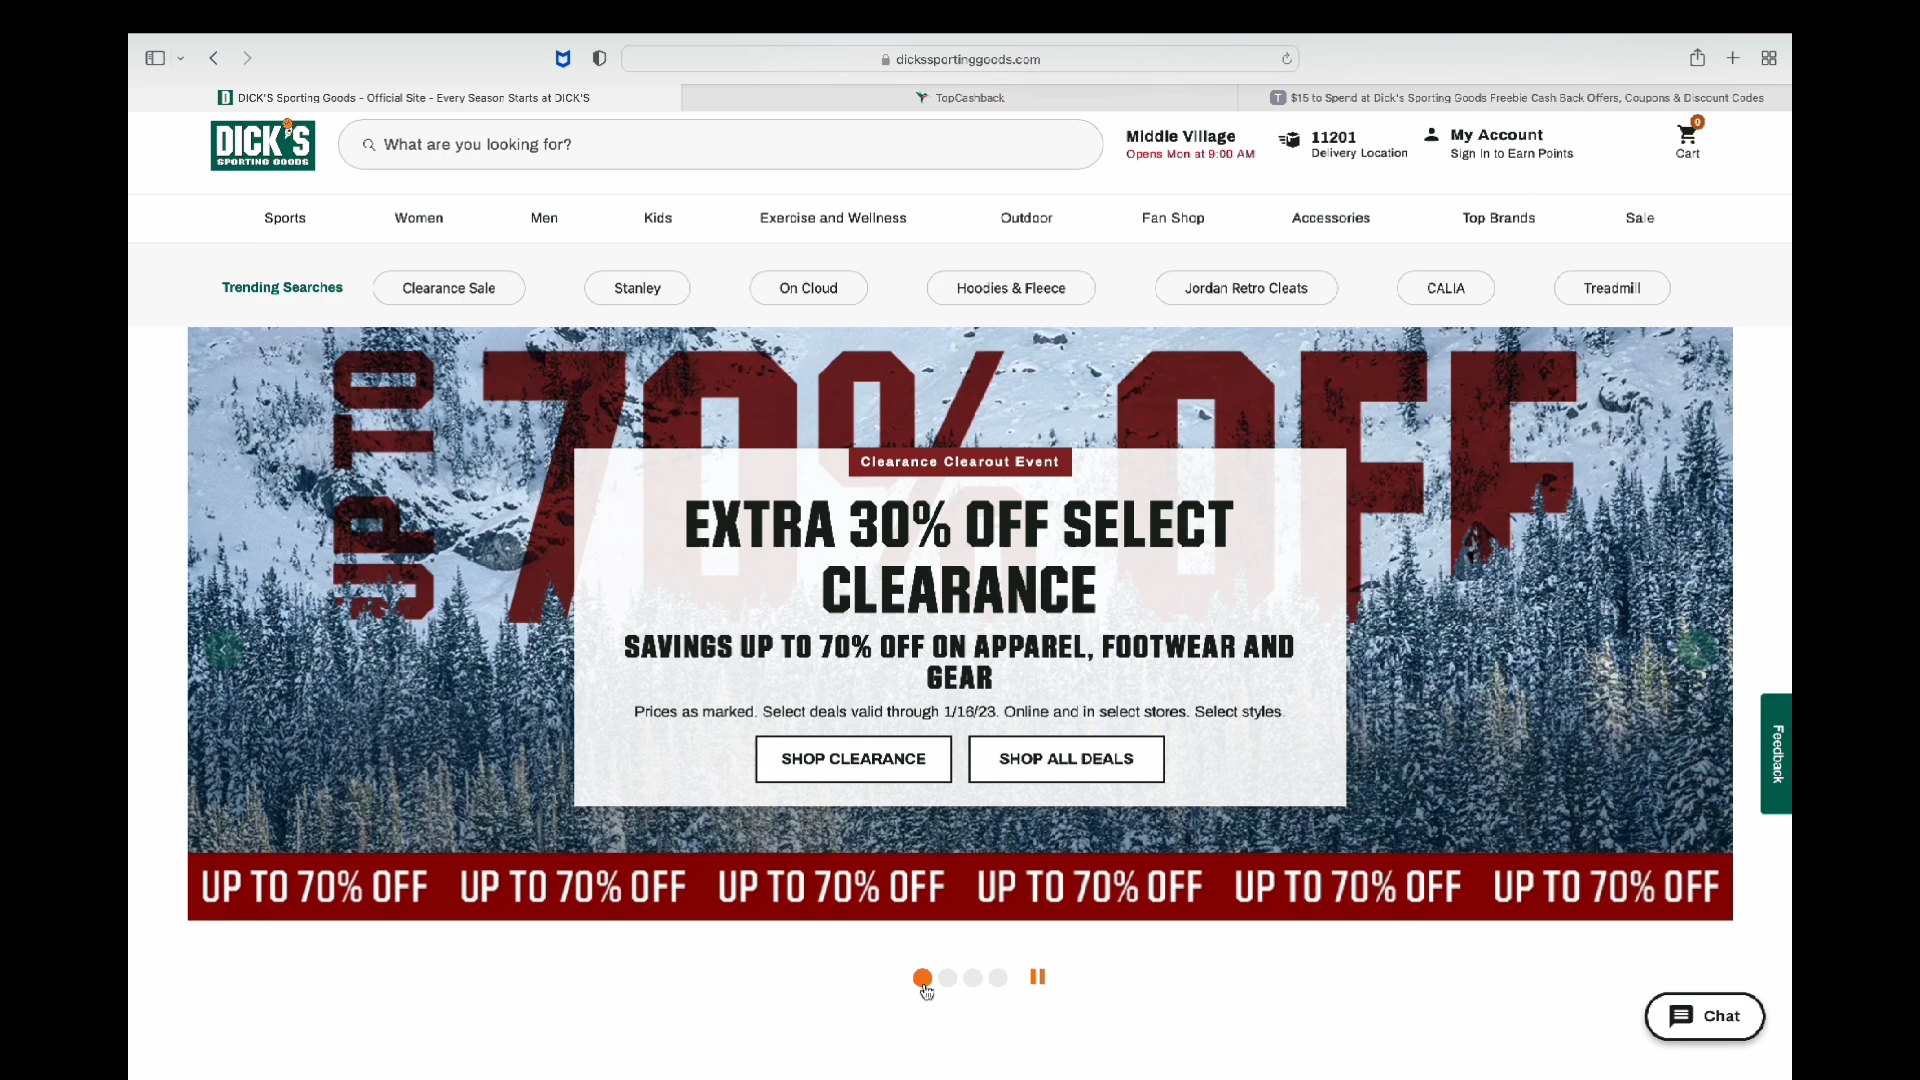 dickssportinggoods.com
DICK'S Sporting Goods - Official Site - Every Season Starts at DICK'S
TopCashback
T $15 to Spend at Dick's Sporting Goods Freebie Cash Back Offers, Coupons & Discount Codes
DICK'S
SPORTING GOODS
What are you looking for?
Middle Village
Opens Mon at 9:00 AM
11201
Delivery Location
My Account
Sign In to Earn Points
0
Cart
Sports Women Men Kids Exercise and Wellness Outdoor Fan Shop Accessories Top Brands Sale
Trending Searches Clearance Sale Stanley On Cloud Hoodies & Fleece Jordan Retro Cleats CALIA Treadmill
UP TO 70% OFF
Clearance Clearout Event
EXTRA 30% OFF SELECT
CLEARANCE
SAVINGS UP TO 70% OFF ON APPAREL, FOOTWEAR AND
GEAR
Prices as marked. Select deals valid through 1/16/23. Online and in select stores. Select styles.
SHOP CLEARANCE SHOP ALL DEALS
Feedback
UP TO 70% OFF UP TO 70% OFF UP TO 70% OFF UP TO 70% OFF UP TO 70% OFF UP TO 70% OFF
Chat